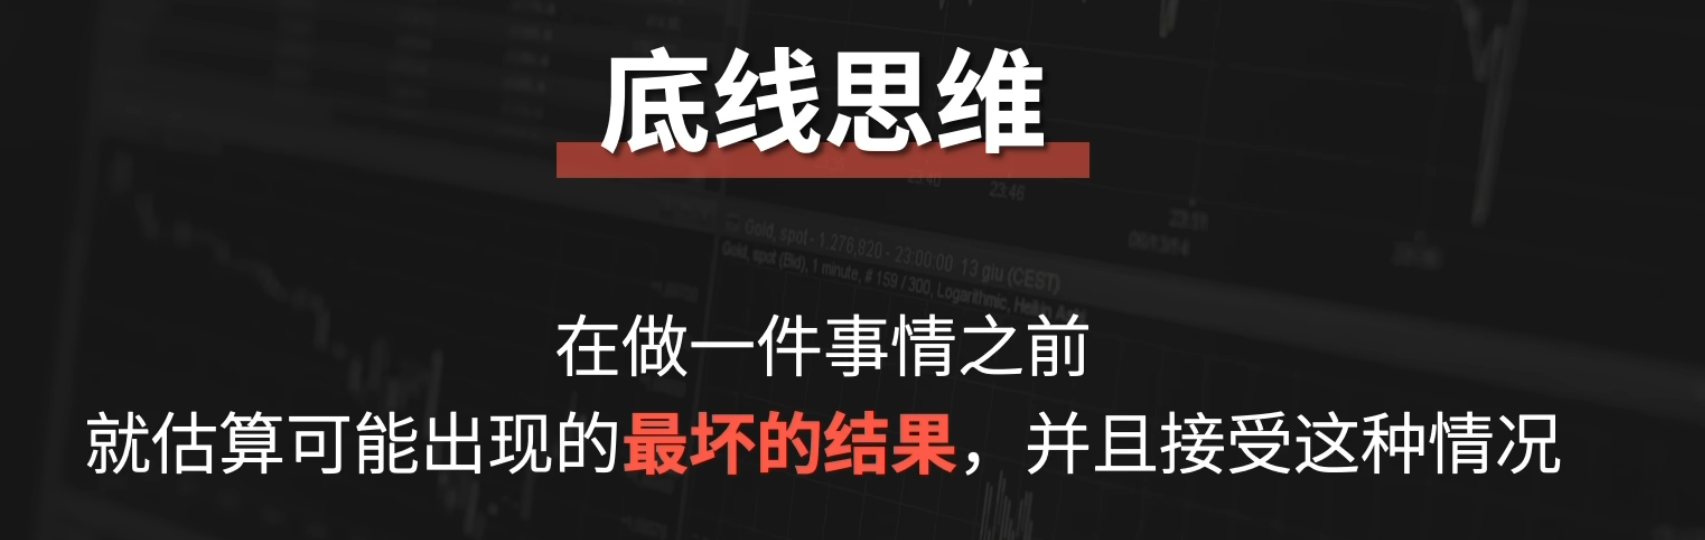 底线思维
23:40
23:46
23:51
Gold, spot - 1.276,820 - 23:00:00 13 giu (CEST)
Gold, spot (Bid), 1 minute, # 159 / 300, Logarithmic,
在做一件事情之前
就估算可能出现的最坏的结果，并且接受这种情况